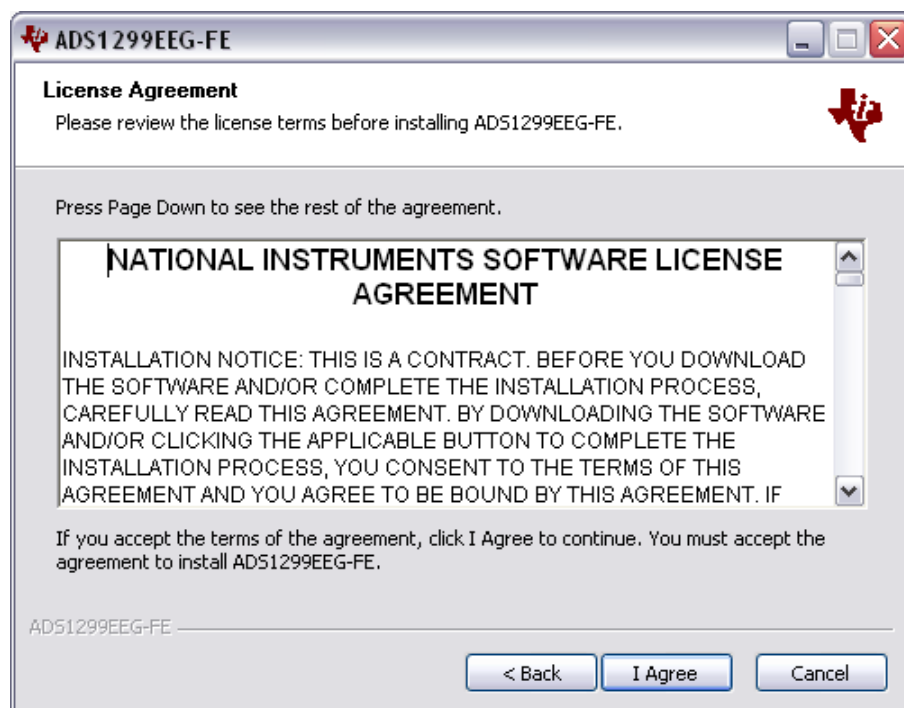 ADS1299EEG-FE
License Agreement
Please review the license terms before installing ADS1299EEG-FE.
Press Page Down to see the rest of the agreement.
NATIONAL INSTRUMENTS SOFTWARE LICENSE
AGREEMENT
INSTALLATION NOTICE: THIS IS A CONTRACT. BEFORE YOU DOWNLOAD
THE SOFTWARE AND/OR COMPLETE THE INSTALLATION PROCESS,
CAREFULLY READ THIS AGREEMENT. BY DOWNLOADING THE SOFTWARE
AND/OR CLICKING THE APPLICABLE BUTTON TO COMPLETE THE
INSTALLATION PROCESS, YOU CONSENT TO THE TERMS OF THIS
AGREEMENT AND YOU AGREE TO BE BOUND BY THIS AGREEMENT. IF
If you accept the terms of the agreement, click I Agree to continue. You must accept the
agreement to install ADS1299EEG-FE.
ADS1299EEG-FE
< Back
I Agree
Cancel